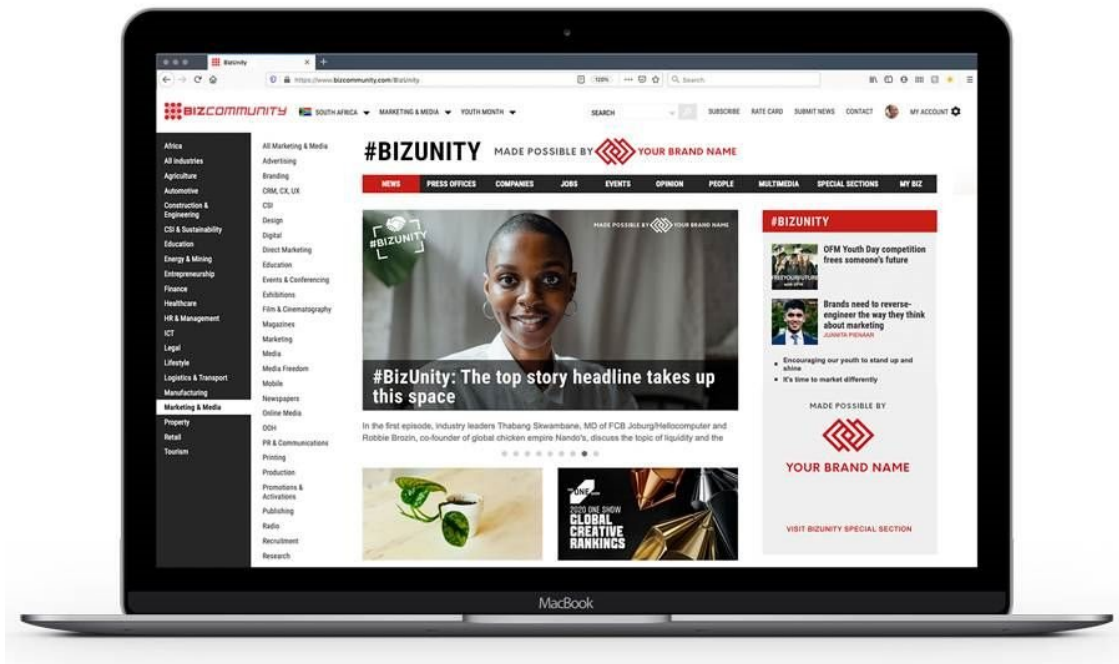 BizUnity
https://www.bizcommunity.com/BizUnity
120%
Search
BIZCOMMUNITY
SOUTH AFRICA
MARKETING & MEDIA
YOUTH MONTH
SEARCH
SUBSCRIBE
RATE CARD
SUBMIT NEWS
CONTACT
MY ACCOUNT
Africa
All Industries
Agriculture
Automotive
Construction &
Engineering
CSI & Sustainability
Education
Energy & Mining
Entrepreneurship
Finance
Healthcare
HR & Management
ICT
Legal
Lifestyle
Logistics & Transport
Manufacturing
Marketing & Media
Property
Retail
Tourism
All Marketing & Media
Advertising
Branding
CRM, CX, UX
CSI
Design
Digital
Direct Marketing
Education
Events & Conferencing
Exhibitions
Film & Cinematography
Magazines
Marketing
Media
Media Freedom
Mobile
Newspapers
Online Media
OOH
PR & Communications
Printing
Production
Promotions &
Activations
Publishing
Radio
Recruitment
Research
#BIZUNITY
MADE POSSIBLE BY YOUR BRAND NAME
NEWS
PRESS OFFICES
COMPANIES
JOBS
EVENTS
OPINION
PEOPLE
MULTIMEDIA
SPECIAL SECTIONS
MY BIZ
#BIZUNITY
MADE POSSIBLE BY YOUR BRAND NAME
#BizUnity: The top story headline takes up
this space
In the first episode, industry leaders Thabang Skwambane, MD of FCB Joburg/Hellocomputer and
Robbie Brozin, co-founder of global chicken empire Nando's, discuss the topic of liquidity and the
ONE
2020 ONE SHOW
GLOBAL
CREATIVE
RANKINGS
#BIZUNITY
OFM Youth Day competition
frees someone's future
Brands need to reverse-
engineer the way they think
about marketing
JUANITA PIENAAR
Encouraging our youth to stand up and
shine
It's time to market differently
MADE POSSIBLE BY
YOUR BRAND NAME
VISIT BIZUNITY SPECIAL SECTION
MacBook